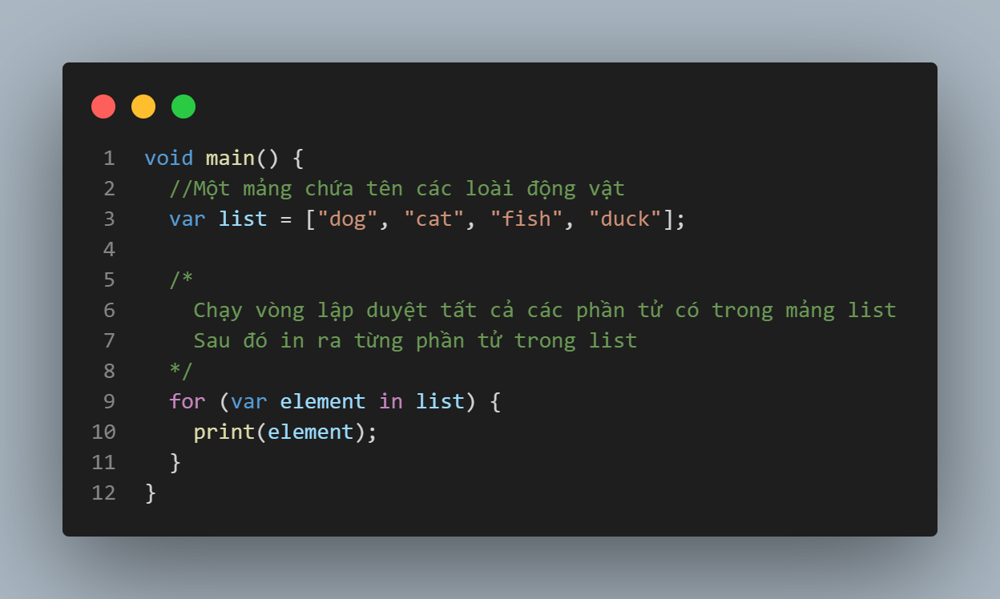 1 void main() {
2 //Một mảng chứa tên các loài động vật
3 var list = ["dog", "cat", "fish", "duck"];
4
5 /*
6 Chạy vòng lập duyệt tất cả các phần tử có trong mảng list
7 Sau đó in ra từng phần tử trong list
8 */
9 for (var element in list) {
10 print(element);
11 }
12 }